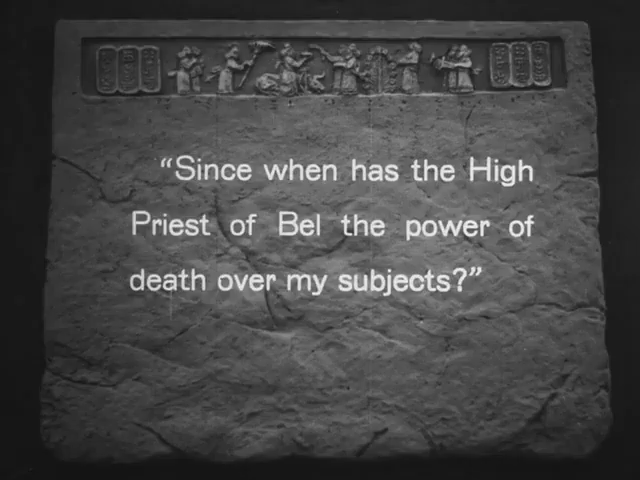 “Since when has the High
Priest of Bel the power of
death over my subjects?”